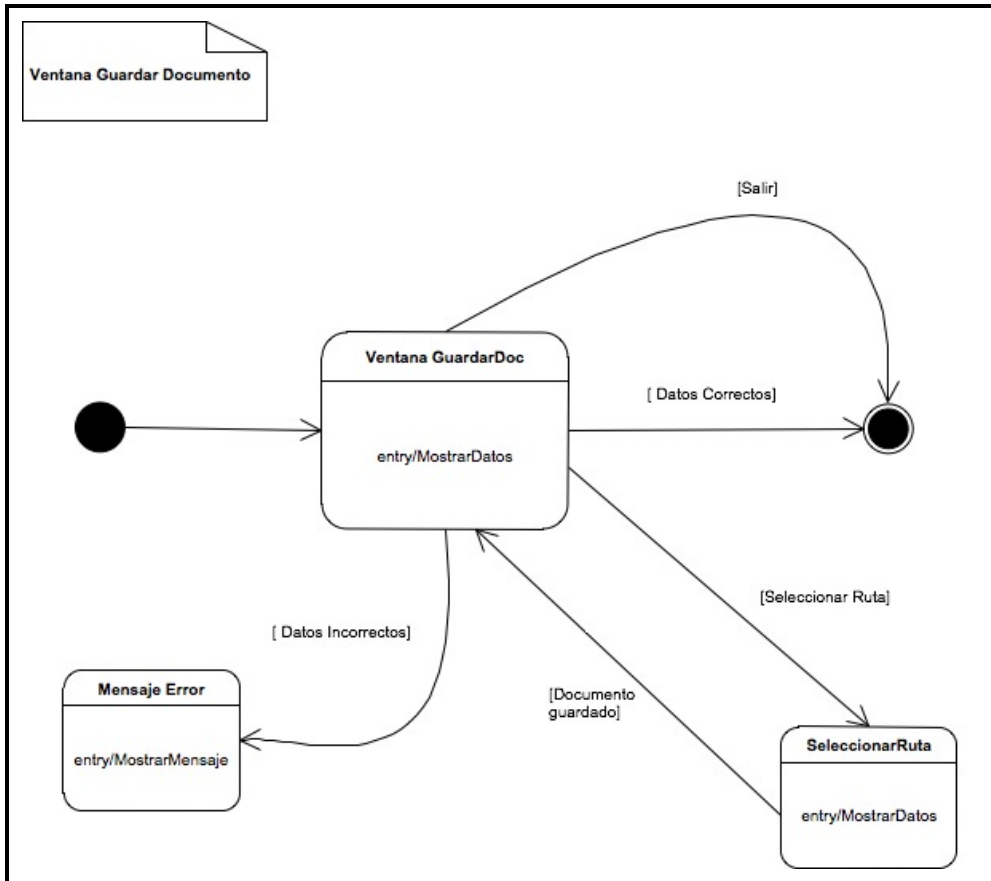 Ventana Guardar Documento
[Salir]
Ventana GuardarDoc
[ Datos Correctos]
entry/MostrarDatos
[Seleccionar Ruta]
[ Datos Incorrectos]
Mensaje Error
[Documento
guardado]
entry/MostrarMensaje
SeleccionarRuta
entry/MostrarDatos